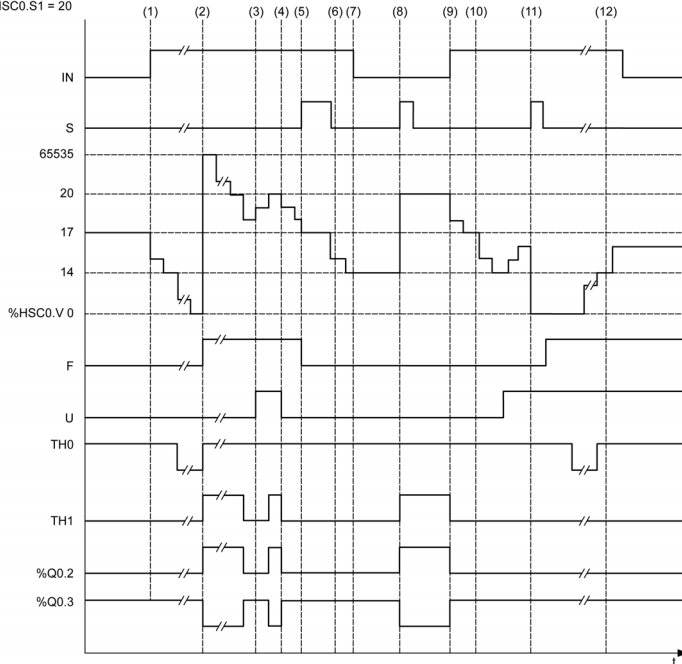 HSC0.S1 = 20
(1) (2) (3) (4) (5) (6) (7) (8) (9) (10) (11) (12)
IN
S
65535
20
17
14
%HSC0.V 0
F
U
TH0
TH1
%Q0.2
%Q0.3
t